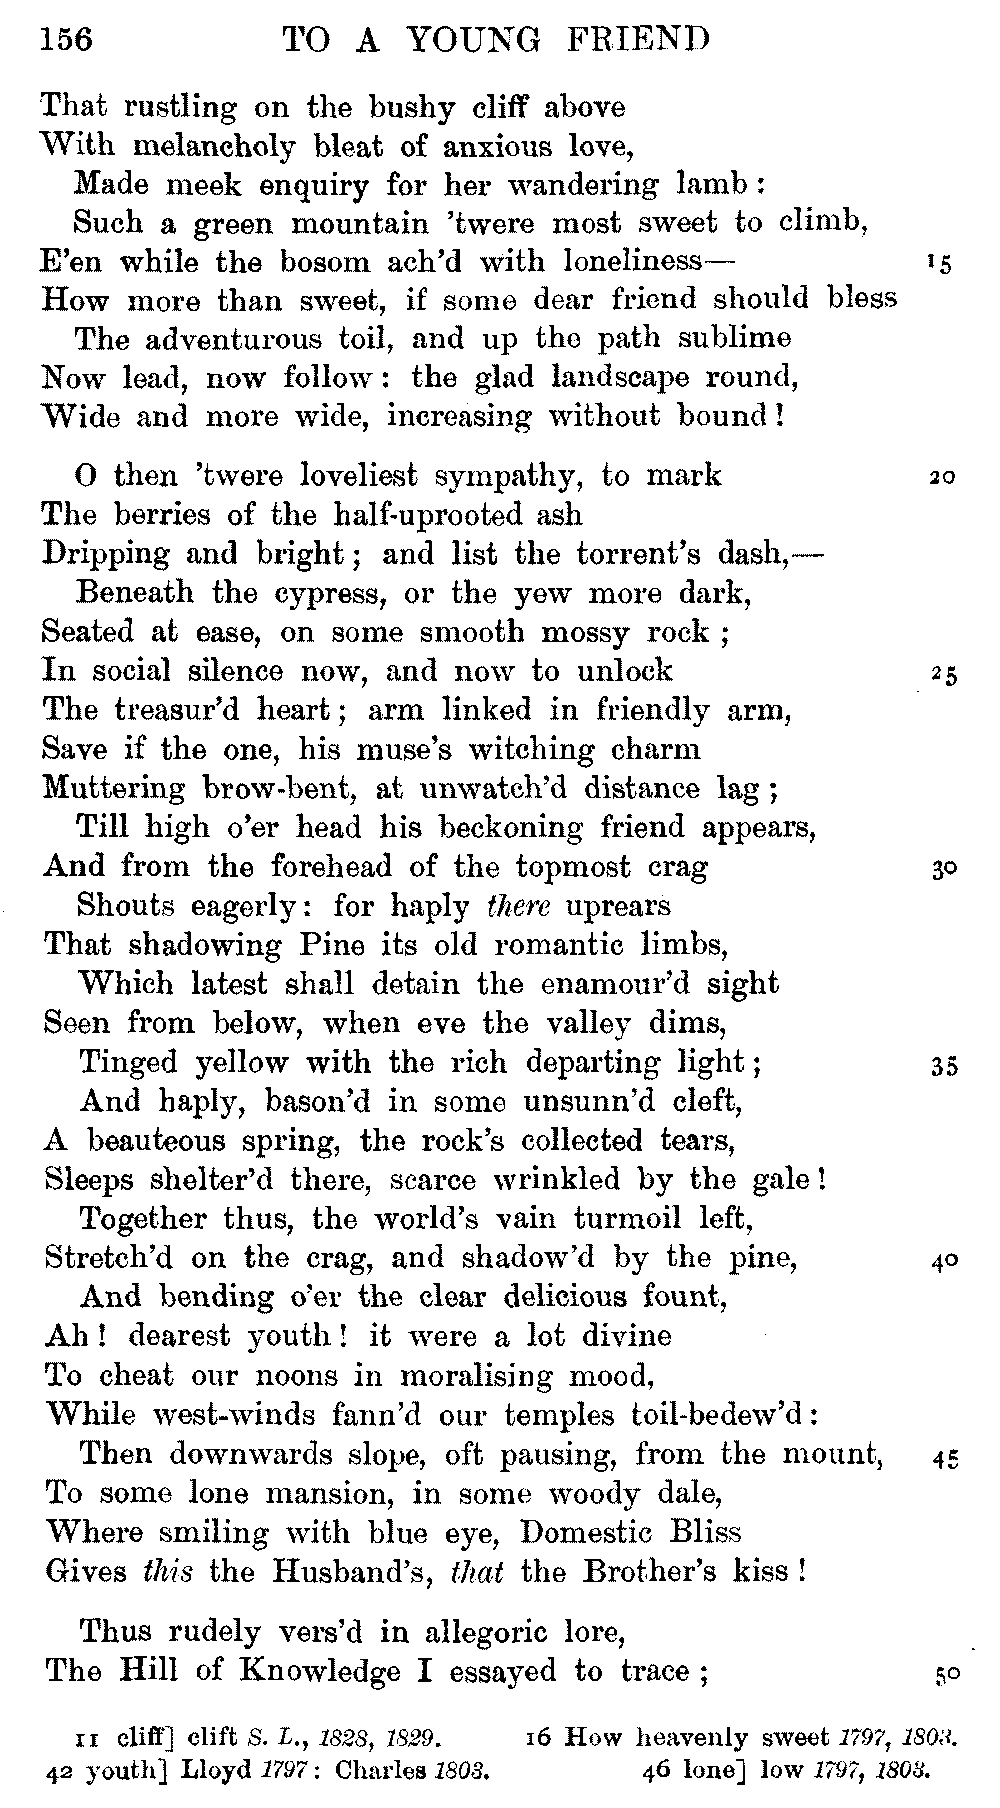 156 TO A YOUNG FRIEND
That rustling on the bushy cliff above
With melancholy bleat of anxious love,
Made meek enquiry for her wandering lamb :
Such a green mountain 'twere most sweet to climb,
E'en while the bosom ach'd with loneliness— 15
How more than sweet, if some dear friend should bless
The adventurous toil, and up the path sublime
Now lead, now follow : the glad landscape round,
Wide and more wide, increasing without bound !
O then 'twere loveliest sympathy, to mark 20
The berries of the half-uprooted ash
Dripping and bright ; and list the torrent's dash,—
Beneath the cypress, or the yew more dark,
Seated at ease, on some smooth mossy rock ;
In social silence now, and now to unlock 25
The treasur'd heart ; arm linked in friendly arm,
Save if the one, his muse's witching charm
Muttering brow-bent, at unwatch'd distance lag ;
Till high o'er head his beckoning friend appears,
And from the forehead of the topmost crag 30
Shouts eagerly : for haply there uprears
That shadowing Pine its old romantic limbs,
Which latest shall detain the enamour'd sight
Seen from below, when eve the valley dims,
Tinged yellow with the rich departing light ; 35
And haply, bason'd in some unsunn'd cleft,
A beauteous spring, the rock's collected tears,
Sleeps shelter'd there, scarce wrinkled by the gale !
Together thus, the world's vain turmoil left,
Stretch'd on the crag, and shadow'd by the pine, 40
And bending o'er the clear delicious fount,
Ah ! dearest youth ! it were a lot divine
To cheat our noons in moralising mood,
While west-winds fann'd our temples toil-bedew'd :
Then downwards slope, oft pausing, from the mount, 45
To some lone mansion, in some woody dale,
Where smiling with blue eye, Domestic Bliss
Gives this the Husband's, that the Brother's kiss !
Thus rudely vers'd in allegoric lore,
The Hill of Knowledge I essayed to trace ; 50
11 cliff] clift S. L., 1828, 1829. 16 How heavenly sweet 1797, 1803.
42 youth] Lloyd 1797 : Charles 1803. 46 lone] low 1797, 1803.